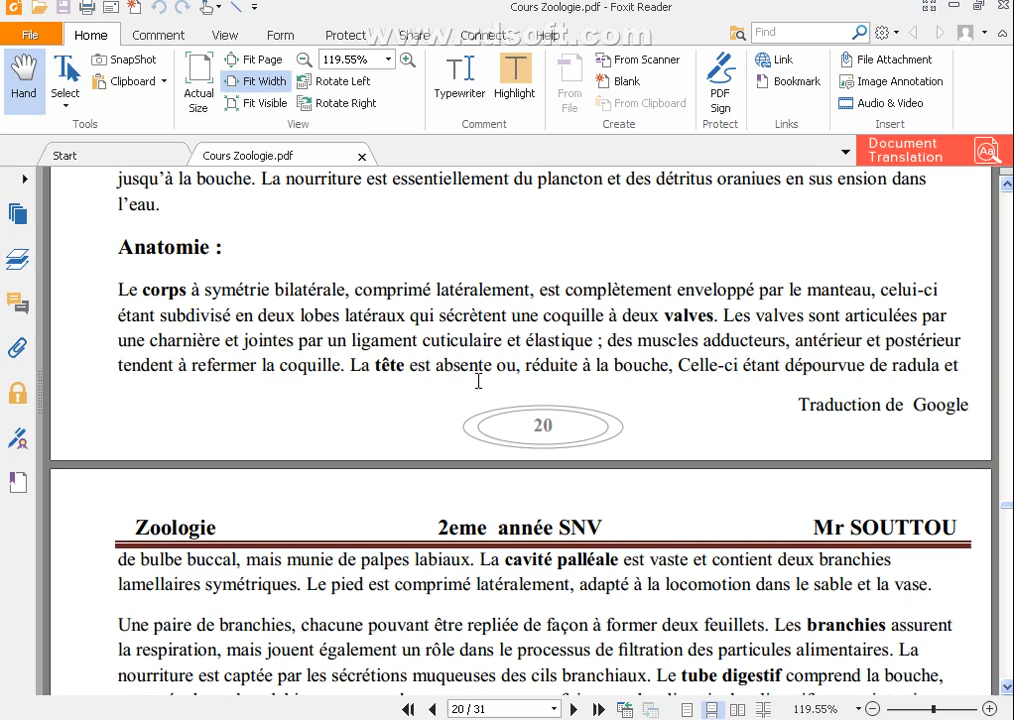 Cours Zoologie.pdf - Foxit Reader
File Home Comment View Form Protect Share Connect Help Find
Hand Select SnapShot Clipboard Actual Size Fit Page Fit Width Fit Visible 119.55% Rotate Left Rotate Right Typewriter Highlight From File From Scanner Blank From Clipboard PDF Sign Link Bookmark File Attachment Image Annotation Audio & Video
Tools View Comment Create Protect Links Insert
Start Cours Zoologie.pdf Document Translation
jusqu'à la bouche. La nourriture est essentiellement du plancton et des détritus oraniues en sus ension dans
l'eau.
Anatomie :
Le corps à symétrie bilatérale, comprimé latéralement, est complètement enveloppé par le manteau, celui-ci
étant subdivisé en deux lobes latéraux qui sécrètent une coquille à deux valves. Les valves sont articulées par
une charnière et jointes par un ligament cuticulaire et élastique ; des muscles adducteurs, antérieur et postérieur
tendent à refermer la coquille. La tête est absente ou, réduite à la bouche, Celle-ci étant dépourvue de radula et
Traduction de Google
20
Zoologie 2eme année SNV Mr SOUTTOU
de bulbe buccal, mais munie de palpes labiaux. La cavité palléale est vaste et contient deux branchies
lamellaires symétriques. Le pied est comprimé latéralement, adapté à la locomotion dans le sable et la vase.
Une paire de branchies, chacune pouvant être repliée de façon à former deux feuillets. Les branchies assurent
la respiration, mais jouent également un rôle dans le processus de filtration des particules alimentaires. La
nourriture est captée par les sécrétions muqueuses des cils branchiaux. Le tube digestif comprend la bouche,
20 / 31 119.55%